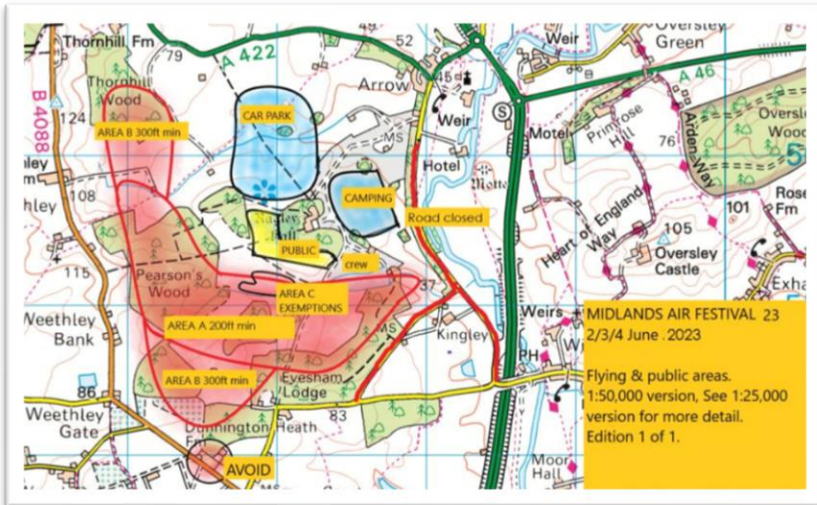 Thornhill Fm
79
A 422
49
52
Weir
Oversley
Green
A 46
B 4088
Thornhill
Wood
124
AREA B 300ft min
CAR PARK
Arrow
45
Weir
MS
S
Motel
Primrose
Hill
76
Arden Way
Hotel
Motte
108
CAMPING
Road closed
Heart of England
Way
101
Rose
Fm
PUBLIC
crew
105
Oversley
Castle
115
Pearson's
Wood
AREA C
EXEMPTIONS
37
AREA A 200ft min
MS
Weethley
Bank
Kingley
Weirs
PH
AREA B 300ft min
Evesham
Lodge
86
Weethley
Gate
83
Dunnington Heath
Fm
AVOID
Moor
Hall
MIDLANDS AIR FESTIVAL 23
2/3/4 June .2023
Flying & public areas.
1:50,000 version, See 1:25,000
version for more detail.
Edition 1 of 1.